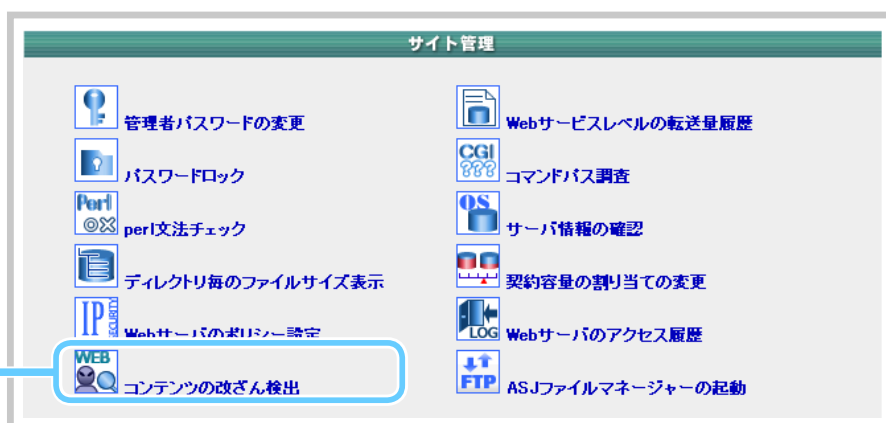 サイト管理
管理者パスワードの変更
Webサービスレベルの転送量履歴
パスワードロック
CGI
???
コマンドパス調査
Perl
perl文法チェック
OS
サーバ情報の確認
ディレクトリ毎のファイルサイズ表示
契約容量の割り当ての変更
IP
SECURITY
Webサーバのポリシー設定
LOG
Webサーバのアクセス履歴
WEB
コンテンツの改ざん検出
FTP
ASJファイルマネージャーの起動